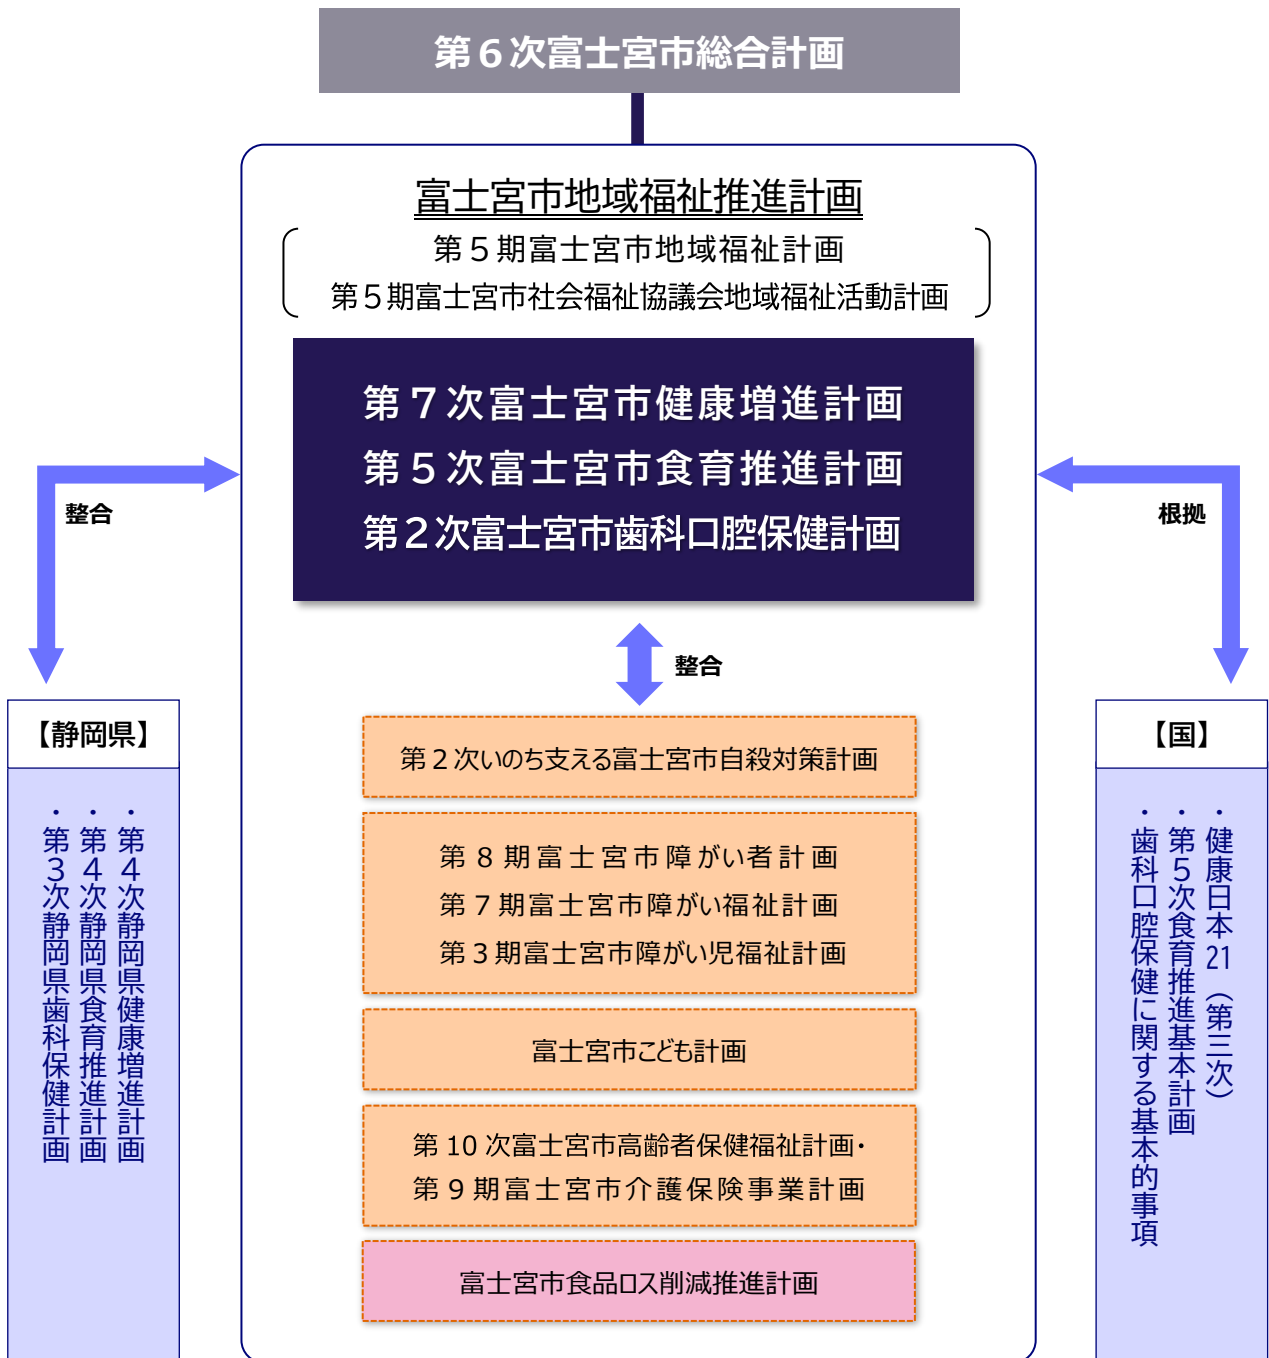 第６次富士宮市総合計画
富士宮市地域福祉推進計画
第５期富士宮市地域福祉計画
第５期富士宮市社会福祉協議会地域福祉活動計画
第７次富士宮市健康増進計画
第５次富士宮市食育推進計画
第２次富士宮市歯科口腔保健計画
整合
根拠
整合
第２次いのち支える富士宮市自殺対策計画
第８期富士宮市障がい者計画
第７期富士宮市障がい福祉計画
第３期富士宮市障がい児福祉計画
富士宮市こども計画
第10次富士宮市高齢者保健福祉計画・
第９期富士宮市介護保険事業計画
富士宮市食品ロス削減推進計画
【静岡県】
・第４次静岡県健康増進計画
・第４次静岡県食育推進計画
・第３次静岡県歯科保健計画
【国】
・健康日本21（第三次）
・第５次食育推進基本計画
・歯科口腔保健に関する基本的事項